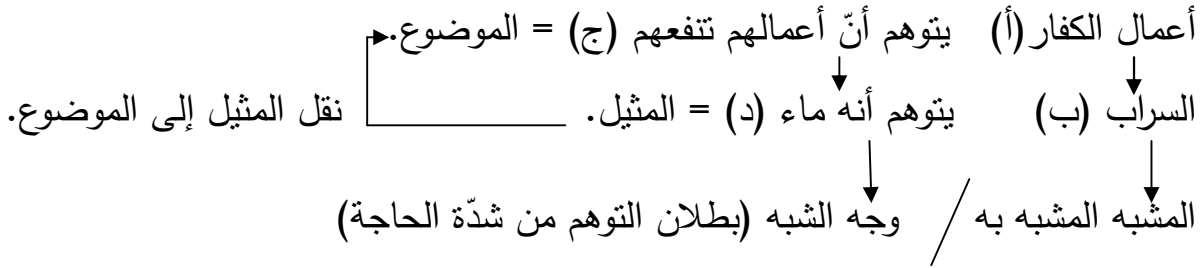 أعمال الكفار (أ) يتوهم أنّ أعمالهم تتفعهم (ج) = الموضوع.
السراب (ب) يتوهم أنه ماء (د) = المثيل. نقل المثيل إلى الموضوع.
المشبه المشبه به / وجه الشبه (بطلان التوهم من شدّة الحاجة)